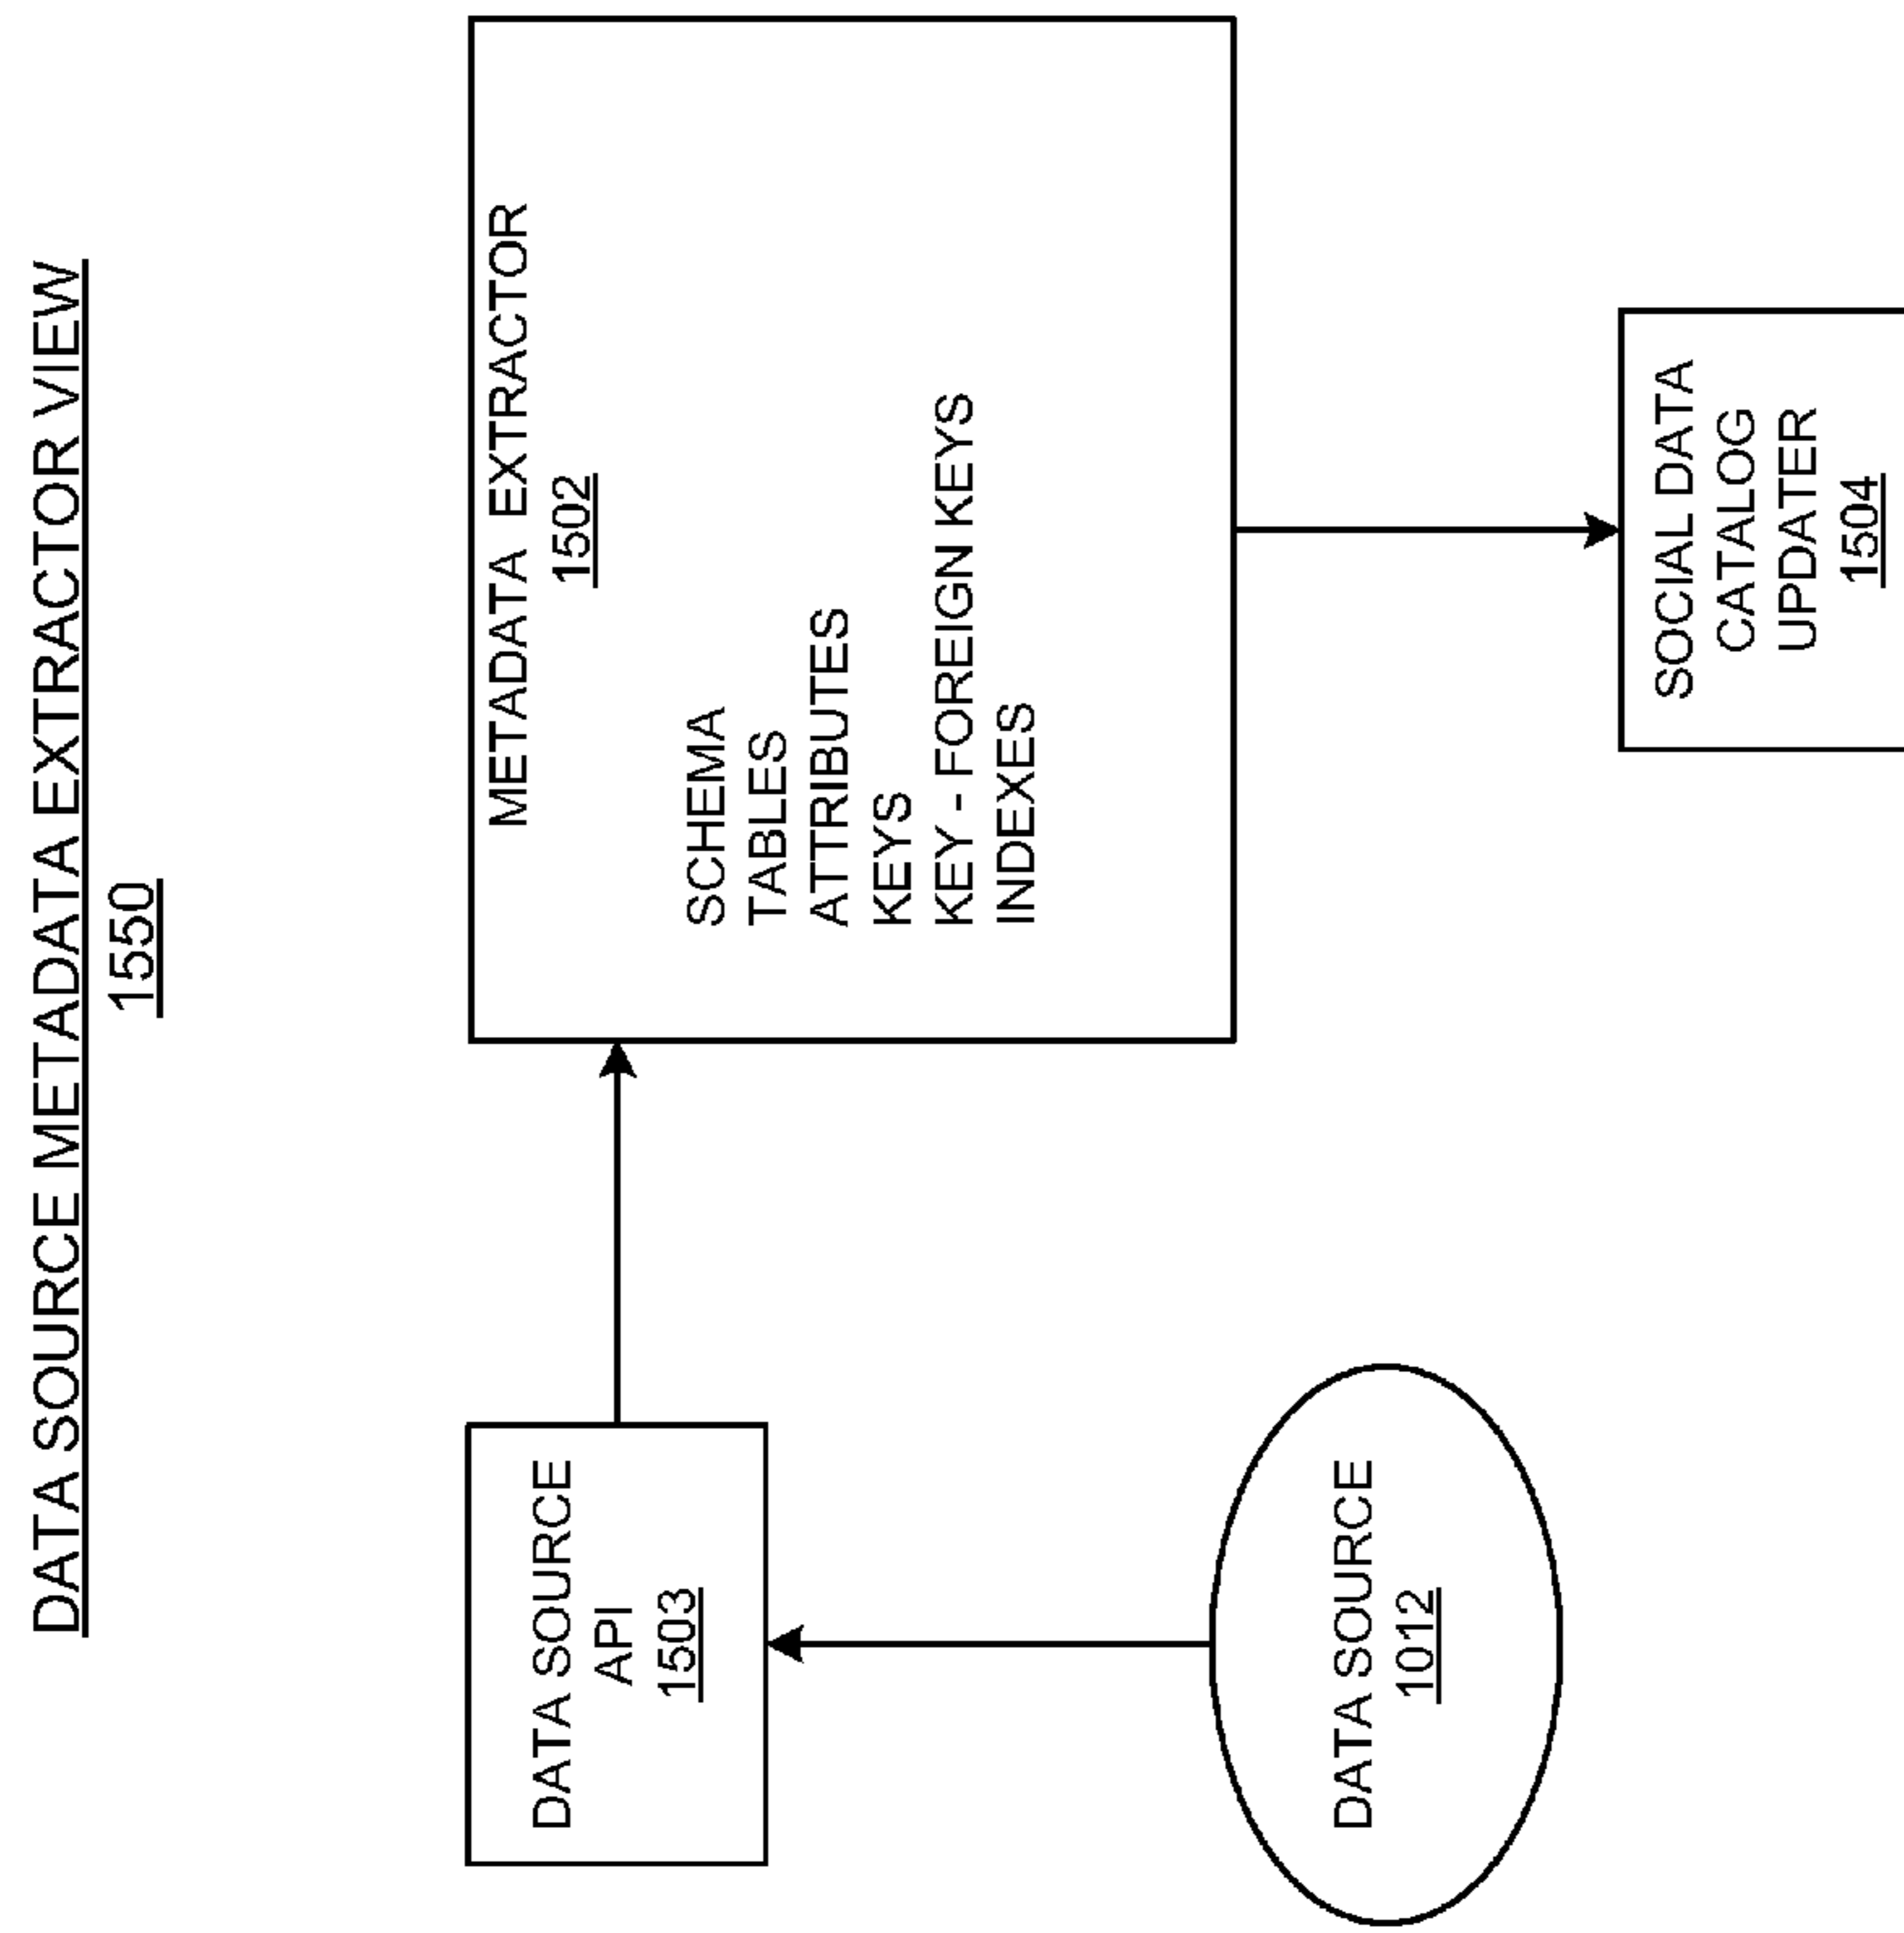 DATA SOURCE METADATA EXTRACTOR VIEW
1550
DATA SOURCE
API
1503
METADATA EXTRACTOR
1502
SCHEMA
TABLES
ATTRIBUTES
KEYS
KEY - FOREIGN KEYS
INDEXES
DATA SOURCE
1012
SOCIAL DATA
CATALOG
UPDATER
1504